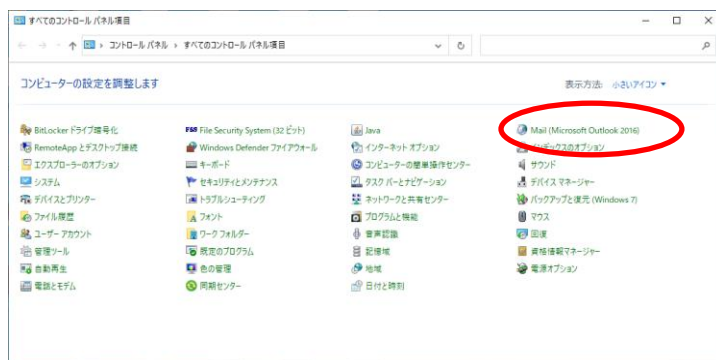 すべてのコントロール パネル項目
コントロール パネル › すべてのコントロール パネル項目
コンピューターの設定を調整します
表示方法: 小さいアイコン
BitLocker ドライブ暗号化
File Security System (32 ビット)
Java
Mail (Microsoft Outlook 2016)
RemoteApp とデスクトップ接続
Windows Defender ファイアウォール
インターネット オプション
インデックスのオプション
エクスプローラーのオプション
キーボード
コンピューターの簡単操作センター
サウンド
システム
セキュリティとメンテナンス
タスク バーとナビゲーション
デバイス マネージャー
デバイスとプリンター
トラブルシューティング
ネットワークと共有センター
バックアップと復元 (Windows 7)
ファイル履歴
フォント
プログラムと機能
マウス
ユーザー アカウント
ワーク フォルダー
音声認識
回復
管理ツール
既定のプログラム
記憶域
資格情報マネージャー
自動再生
色の管理
地域
電源オプション
電話とモデム
同期センター
日付と時刻